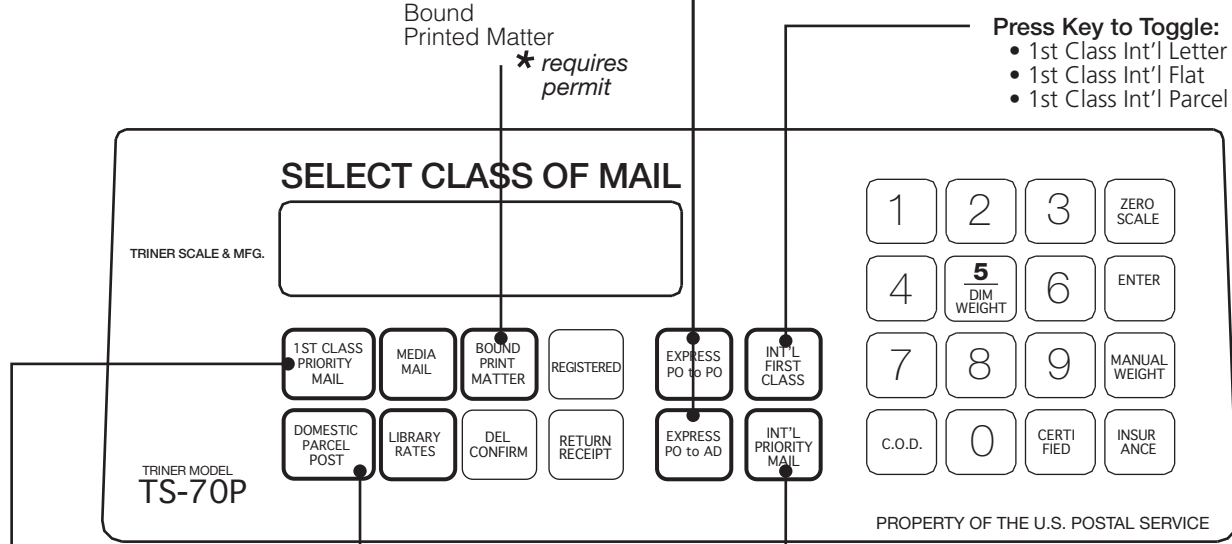 Bound
Printed Matter
* requires
permit
Press Key to Toggle:
• 1st Class Int'l Letter
• 1st Class Int'l Flat
• 1st Class Int'l Parcel
SELECT CLASS OF MAIL
TRINER SCALE & MFG.
1ST CLASS
PRIORITY
MAIL
MEDIA
MAIL
BOUND
PRINT
MATTER
REGISTERED
EXPRESS
PO to PO
INT'L
FIRST
CLASS
DOMESTIC
PARCEL
POST
LIBRARY
RATES
DEL
CONFIRM
RETURN
RECEIPT
EXPRESS
PO to AD
INT'L
PRIORITY
MAIL
1
2
3
ZERO
SCALE
4
5
DIM
WEIGHT
6
ENTER
7
8
9
MANUAL
WEIGHT
C.O.D.
0
CERTI
FIED
INSUR
ANCE
TRINER MODEL
TS-70P
PROPERTY OF THE U.S. POSTAL SERVICE